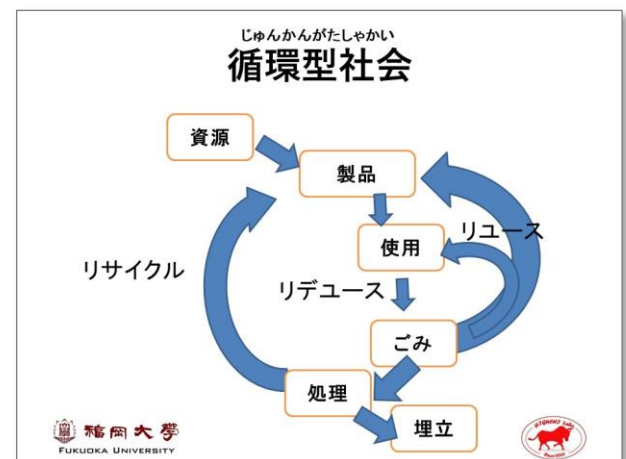 じゅんかんがたしゃかい
循環型社会
資源
製品
使用
リユース
リサイクル
リデュース
ごみ
処理
埋立
福岡大學
FUKUOKA UNIVERSITY